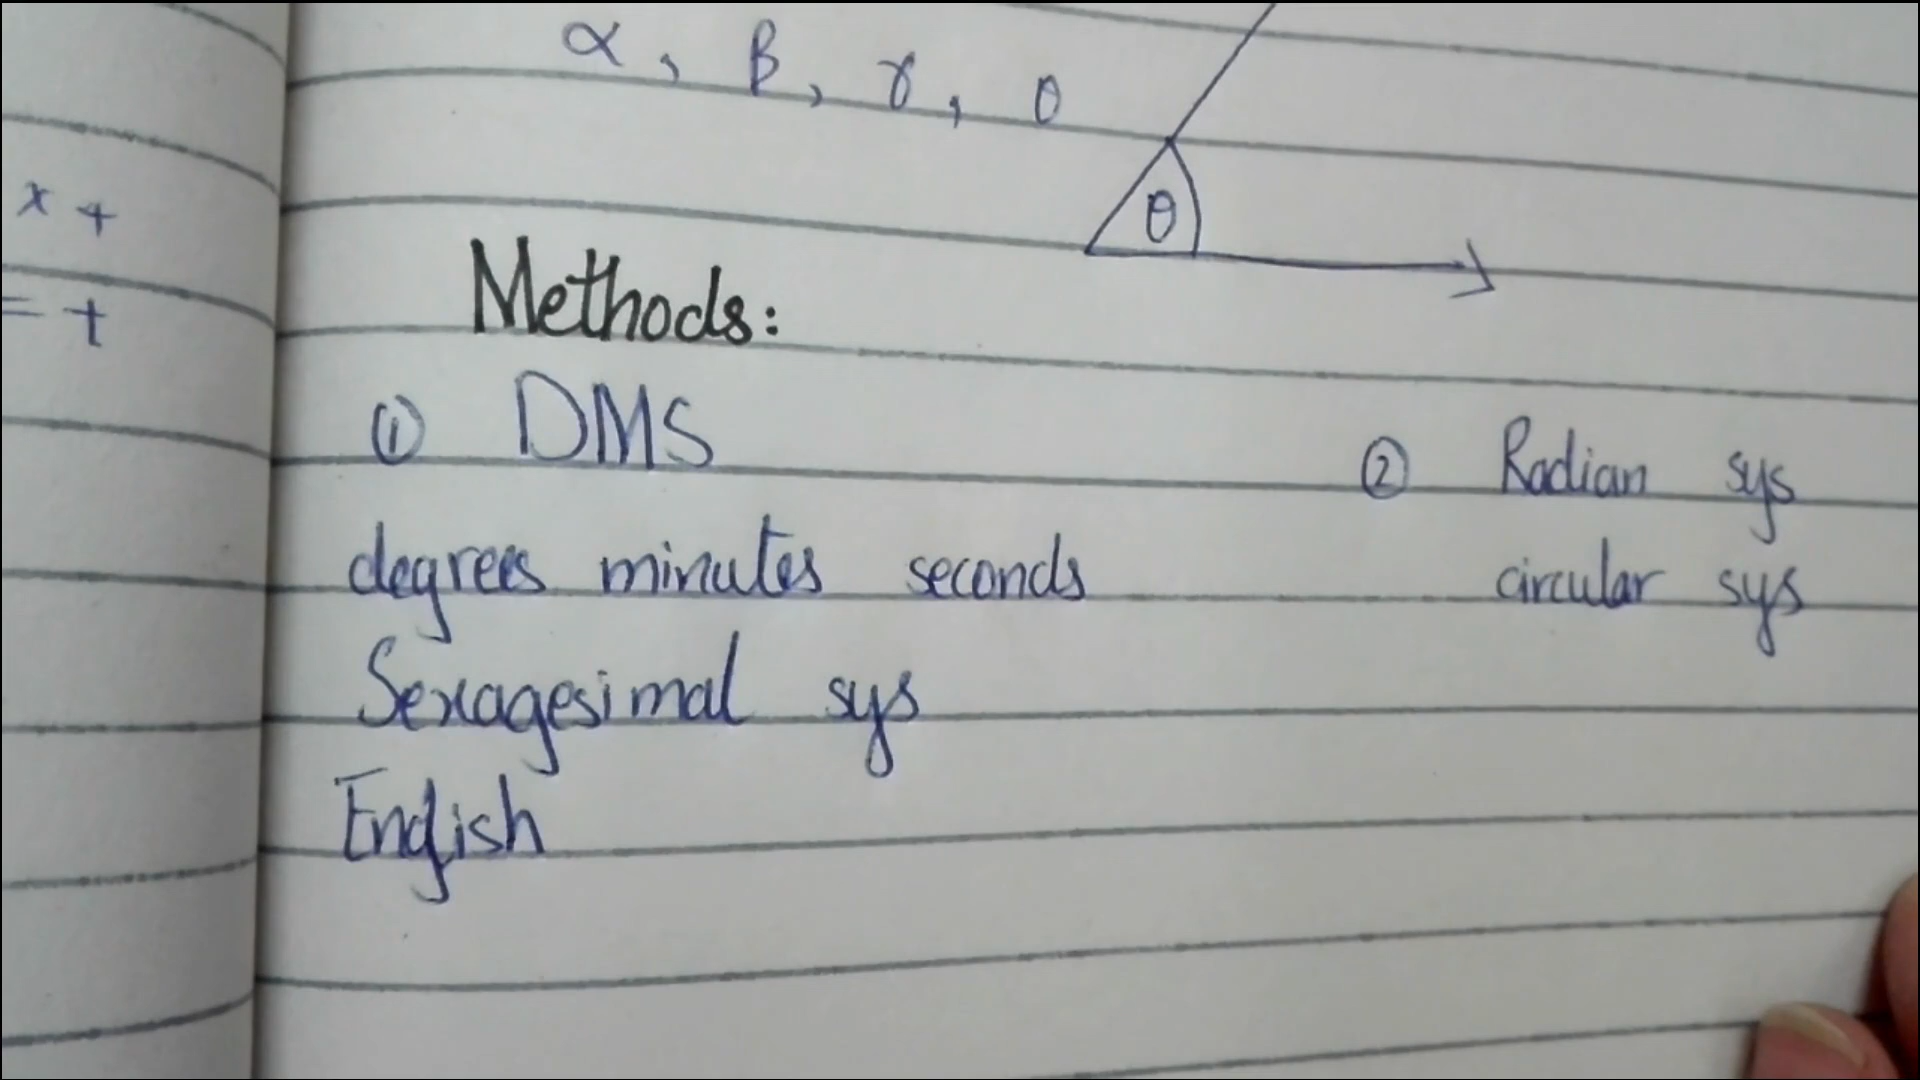 α, β, γ, θ
x +
θ
= t
Methods:
① DMS
② Radian sys
degrees minutes seconds
circular sys
Sexagesimal sys
English